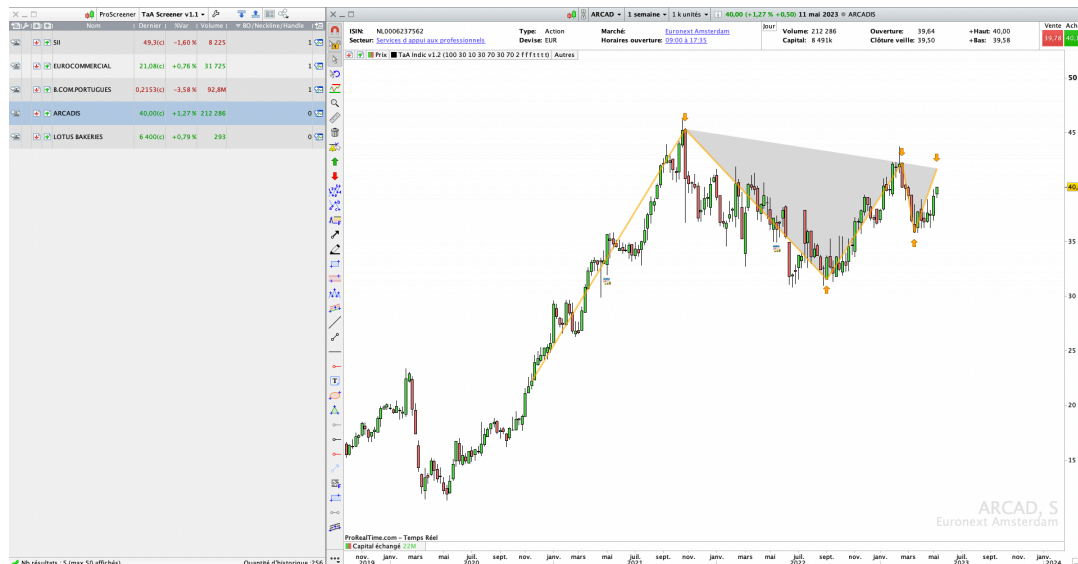 ProScreener TaA Screener v1.1
Nom Dernier %Var Volume BO/Neckline/Handle
SII 49,3(c) -1,60 % 8 225 1
EUROCOMMERCIAL 21,08(c) +0,76 % 31 725 1
B.COM.PORTUGUES 0,2153(c) -3,58 % 92,8M 1
ARCADIS 40,00(c) +1,27 % 212 286 0
LOTUS BAKERIES 6 400(c) +0,79 % 293 0
Nb résultats : 5 (max 50 affichés) Quantité d'historique :256
ARCAD 1 semaine 1 k unités 40,00 (+1,27 % +0,50) 11 mai 2023 ARCADIS
ISIN: NL0006237562 Type: Action Marché: Euronext Amsterdam Jour Volume: 212 286 Ouverture: 39,64 +Haut: 40,00 Vente
Secteur: Services d appui aux professionnels Devise: EUR Horaires ouverture: 09:00 à 17:35 Capital: 8 491k Clôture veille: 39,50 +Bas: 39,58 39,78
Prix TaA Indic v1.2 (100 30 10 30 70 30 70 2 f f f t t t t) Autres
50
45
40,
35
30
25
20
15
ARCAD, S
Euronext Amsterdam
ProRealTime.com - Temps Réel
Capital échangé 22M
nov. janv. mars mai juil. sept. nov. janv. mars mai juil. sept. nov. janv. mars mai juil. sept. nov. janv. mars mai juil. sept. nov. janv.
2019 2020 2021 2022 2023 2024